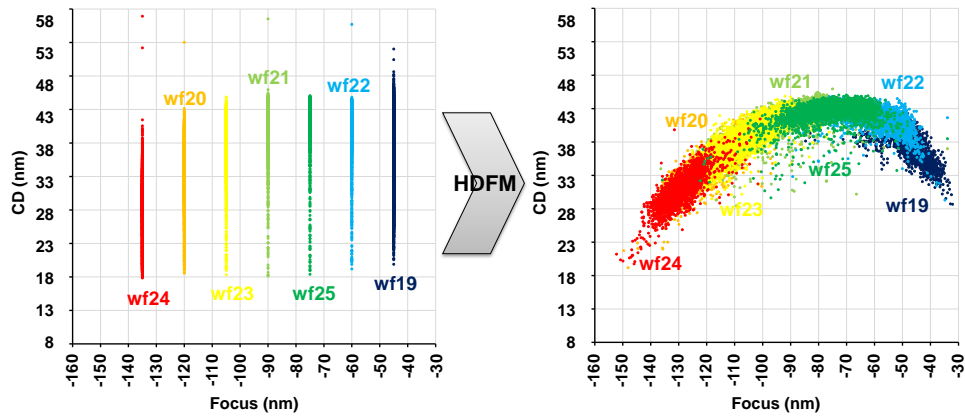 58
53
48
43
38
33
28
23
18
13
8
CD (nm)
wf24
wf20
wf23
wf21
wf25
wf22
wf19
-160
-150
-140
-130
-120
-110
-100
-90
-80
-70
-60
-50
-40
-30
Focus (nm)
HDFM
58
53
48
43
38
33
28
23
18
13
8
CD (nm)
wf20
wf24
wf23
wf21
wf25
wf22
wf19
-160
-150
-140
-130
-120
-110
-100
-90
-80
-70
-60
-50
-40
-30
Focus (nm)